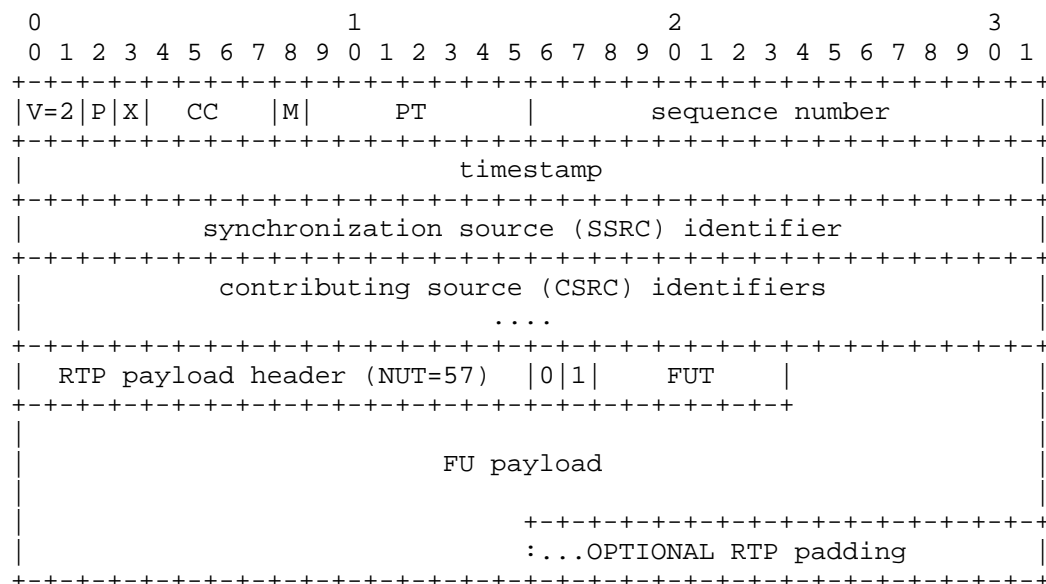 0                   1                   2                   3
 0 1 2 3 4 5 6 7 8 9 0 1 2 3 4 5 6 7 8 9 0 1 2 3 4 5 6 7 8 9 0 1
+-+-+-+-+-+-+-+-+-+-+-+-+-+-+-+-+-+-+-+-+-+-+-+-+-+-+-+-+-+-+-+-+
|V=2|P|X|  CC   |M|     PT      |       sequence number         |
+-+-+-+-+-+-+-+-+-+-+-+-+-+-+-+-+-+-+-+-+-+-+-+-+-+-+-+-+-+-+-+-+
|                           timestamp                           |
+-+-+-+-+-+-+-+-+-+-+-+-+-+-+-+-+-+-+-+-+-+-+-+-+-+-+-+-+-+-+-+-+
|           synchronization source (SSRC) identifier            |
+-+-+-+-+-+-+-+-+-+-+-+-+-+-+-+-+-+-+-+-+-+-+-+-+-+-+-+-+-+-+-+-+
|            contributing source (CSRC) identifiers             |
|                             ....                              |
+-+-+-+-+-+-+-+-+-+-+-+-+-+-+-+-+-+-+-+-+-+-+-+-+-+-+-+-+-+-+-+-+
|  RTP payload header (NUT=57)  |0|1|    FUT    |               |
+-+-+-+-+-+-+-+-+-+-+-+-+-+-+-+-+-+-+-+-+-+-+-+-+               |
|                                                               |
|                          FU payload                           |
|                                                               |
|                               +-+-+-+-+-+-+-+-+-+-+-+-+-+-+-+-+
|                               :...OPTIONAL RTP padding        |
+-+-+-+-+-+-+-+-+-+-+-+-+-+-+-+-+-+-+-+-+-+-+-+-+-+-+-+-+-+-+-+-+